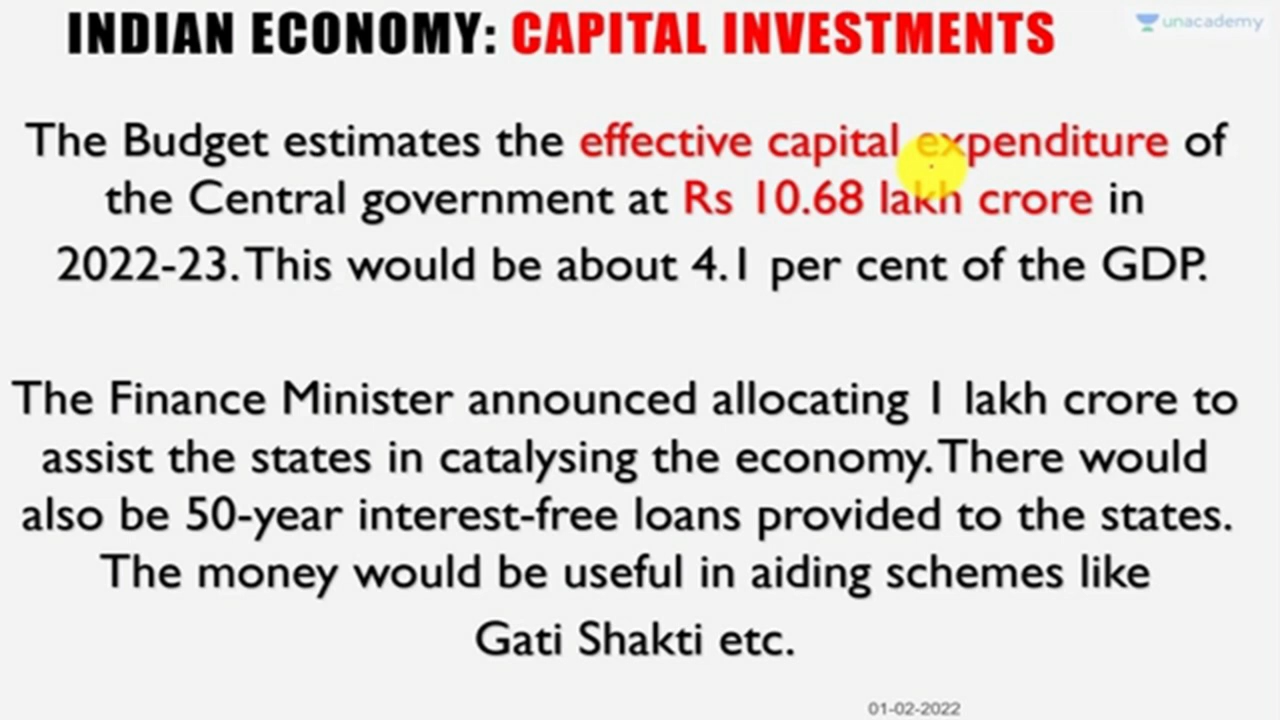 INDIAN ECONOMY: CAPITAL INVESTMENTS
unacademy
The Budget estimates the effective capital expenditure of
the Central government at Rs 10.68 lakh crore in
2022-23. This would be about 4.1 per cent of the GDP.
The Finance Minister announced allocating 1 lakh crore to
assist the states in catalysing the economy. There would
also be 50-year interest-free loans provided to the states.
The money would be useful in aiding schemes like
Gati Shakti etc.
01-02-2022